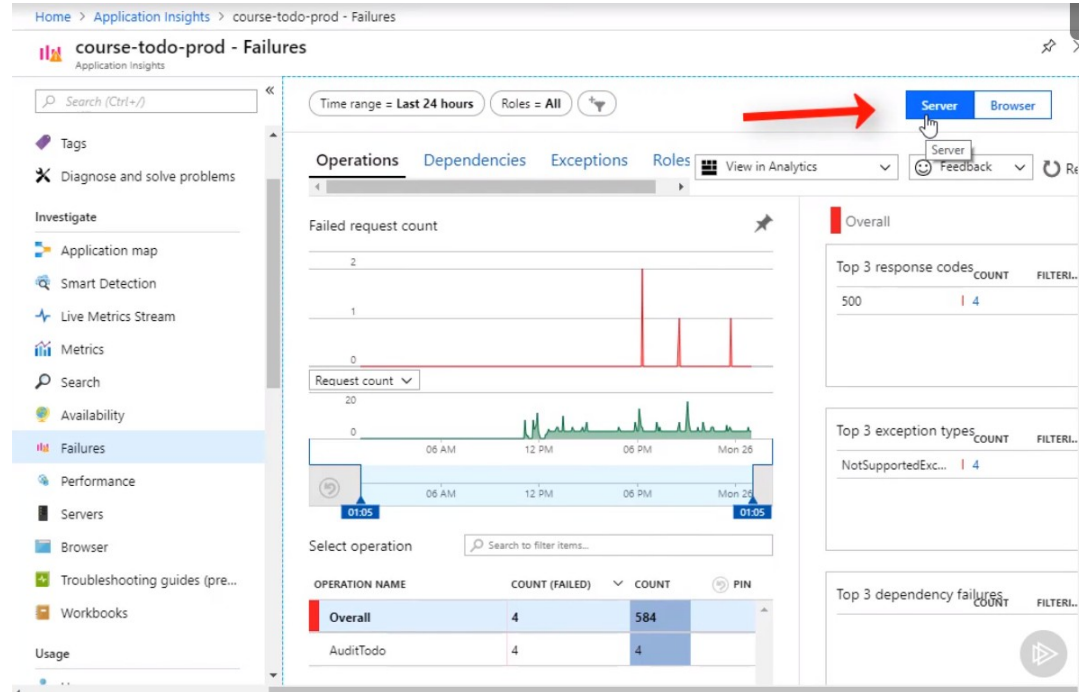 Home > Application Insights > course-todo-prod - Failures
course-todo-prod - Failures
Application Insights
Search (Ctrl+/)
«
Tags
Diagnose and solve problems
Investigate
Application map
Smart Detection
Live Metrics Stream
Metrics
Search
Availability
Failures
Performance
Servers
Browser
Troubleshooting guides (pre...
Workbooks
Usage
Time range = Last 24 hours
Roles = All
Server
Browser
Server
Operations
Dependencies
Exceptions
Roles
View in Analytics
Feedback
Failed request count
2
1
0
Request count
20
0
06 AM
12 PM
06 PM
Mon 26
06 AM
12 PM
06 PM
Mon 26
01:05
01:05
Select operation
Search to filter items...
OPERATION NAME COUNT (FAILED) COUNT PIN
Overall 4 584
AuditTodo 4 4
Overall
Top 3 response codes COUNT FILTERI...
500 4
Top 3 exception types COUNT FILTERI...
NotSupportedExc... 4
Top 3 dependency failures COUNT FILTERI...